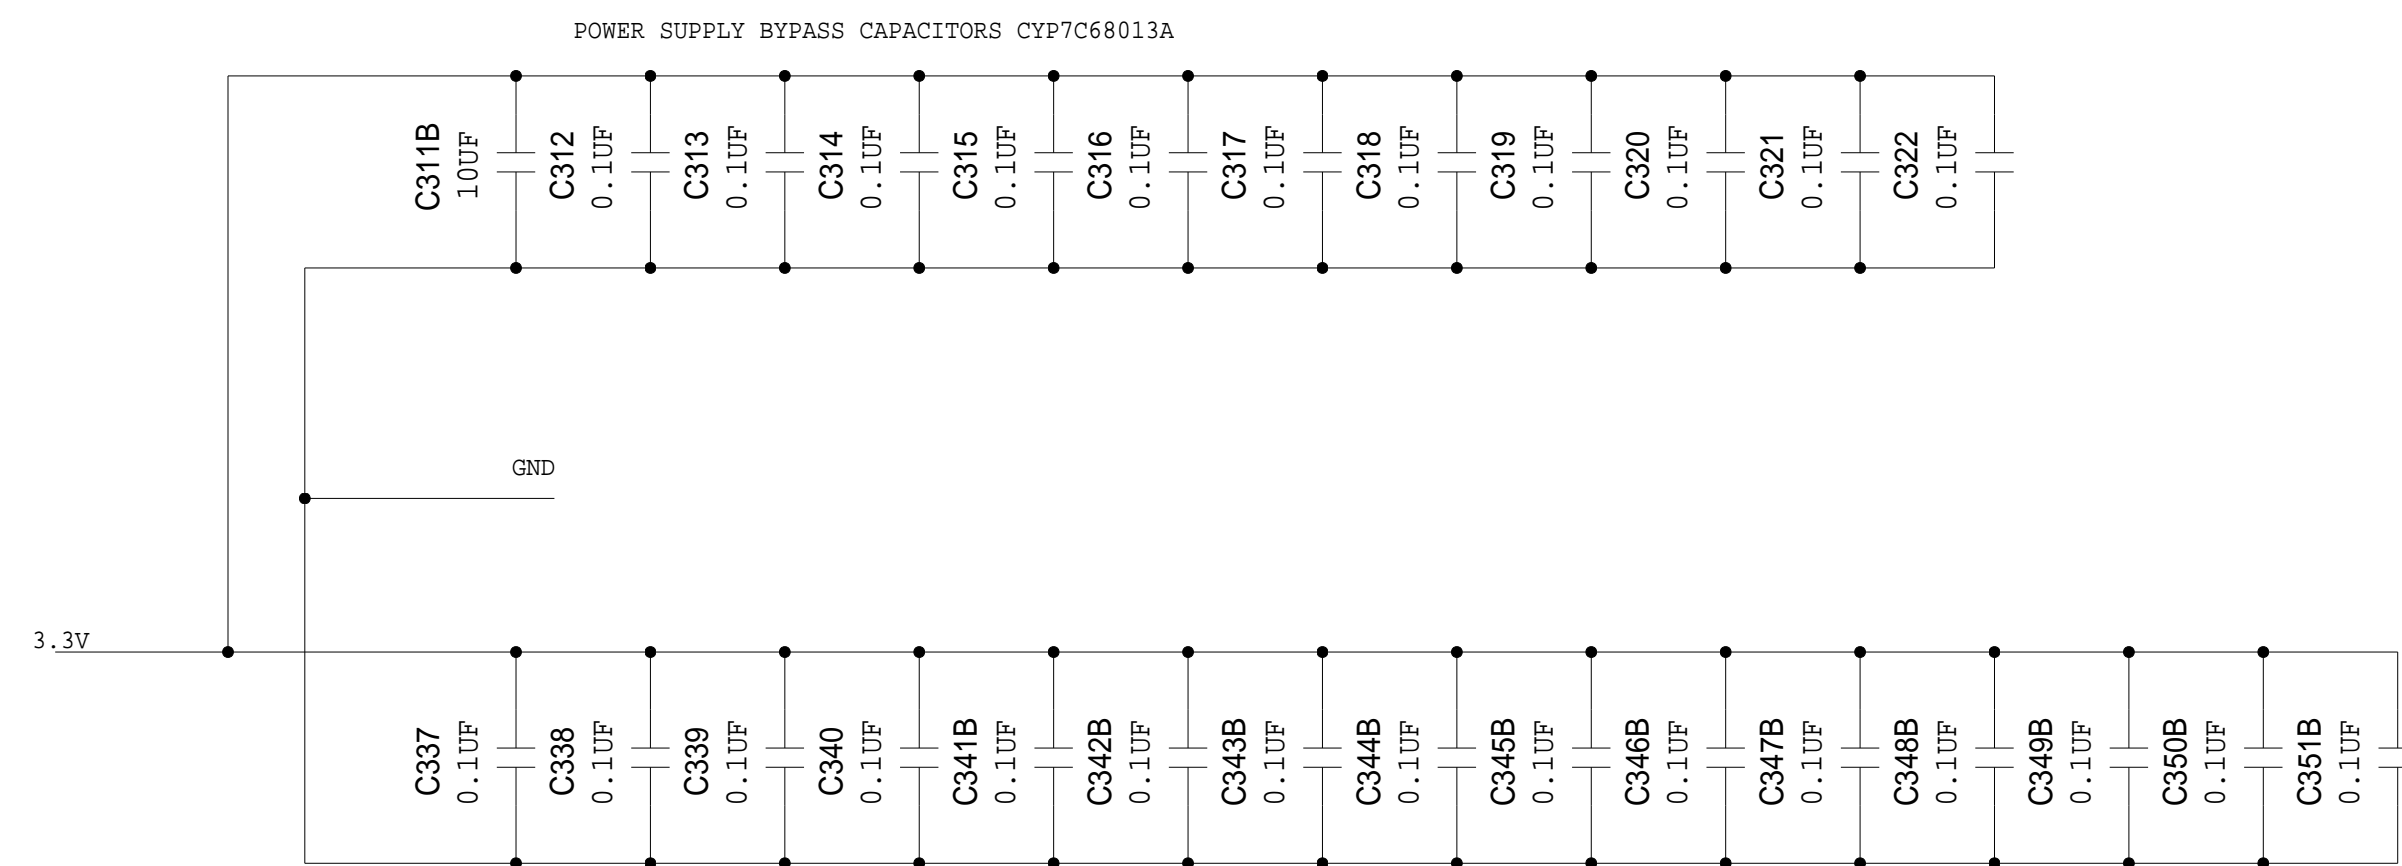 POWER SUPPLY BYPASS CAPACITORS CYP7C68013A
C311B
10UF
C312
0.1UF
C313
0.1UF
C314
0.1UF
C315
0.1UF
C316
0.1UF
C317
0.1UF
C318
0.1UF
C319
0.1UF
C320
0.1UF
C321
0.1UF
C322
0.1UF
GND
3.3V
C337
0.1UF
C338
0.1UF
C339
0.1UF
C340
0.1UF
C341B
0.1UF
C342B
0.1UF
C343B
0.1UF
C344B
0.1UF
C345B
0.1UF
C346B
0.1UF
C347B
0.1UF
C348B
0.1UF
C349B
0.1UF
C350B
0.1UF
C351B
0.1UF